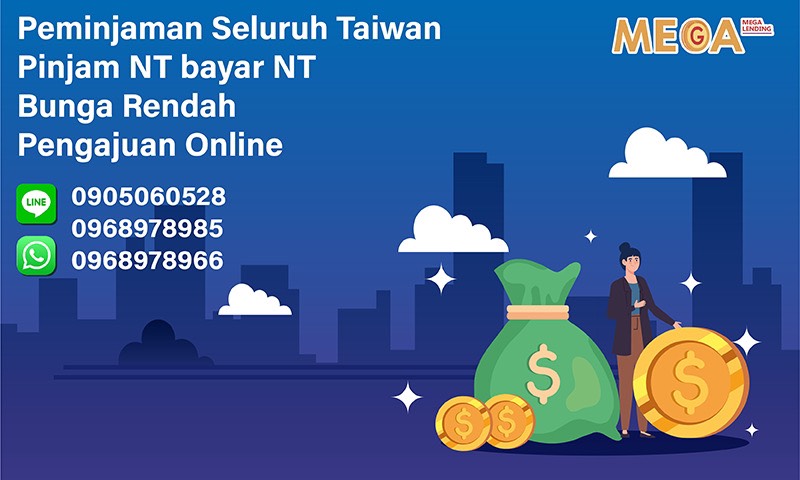 Peminjaman Seluruh Taiwan
Pinjam NT bayar NT
Bunga Rendah
Pengajuan Online
MEGA
MEGA
LENDING
G
LINE
0905060528
0968978985
0968978966
$
$
$
$